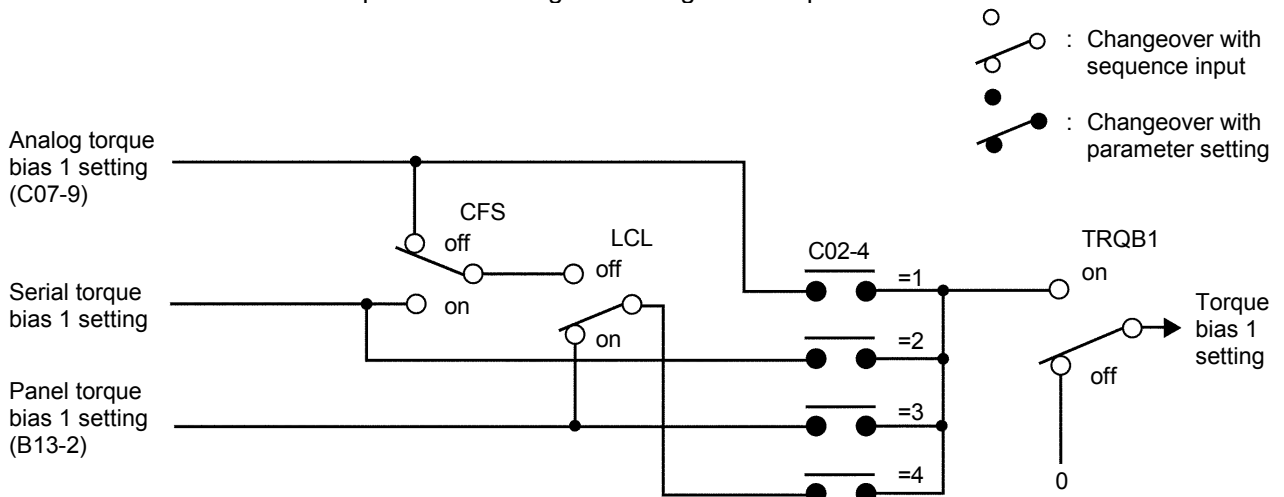 : Changeover with
sequence input
: Changeover with
parameter setting
Analog torque
bias 1 setting
(C07-9)
CFS
off
on
LCL
off
on
Serial torque
bias 1 setting
Panel torque
bias 1 setting
(B13-2)
C02-4
=1
=2
=3
=4
TRQB1
on
off
0
Torque
bias 1
setting